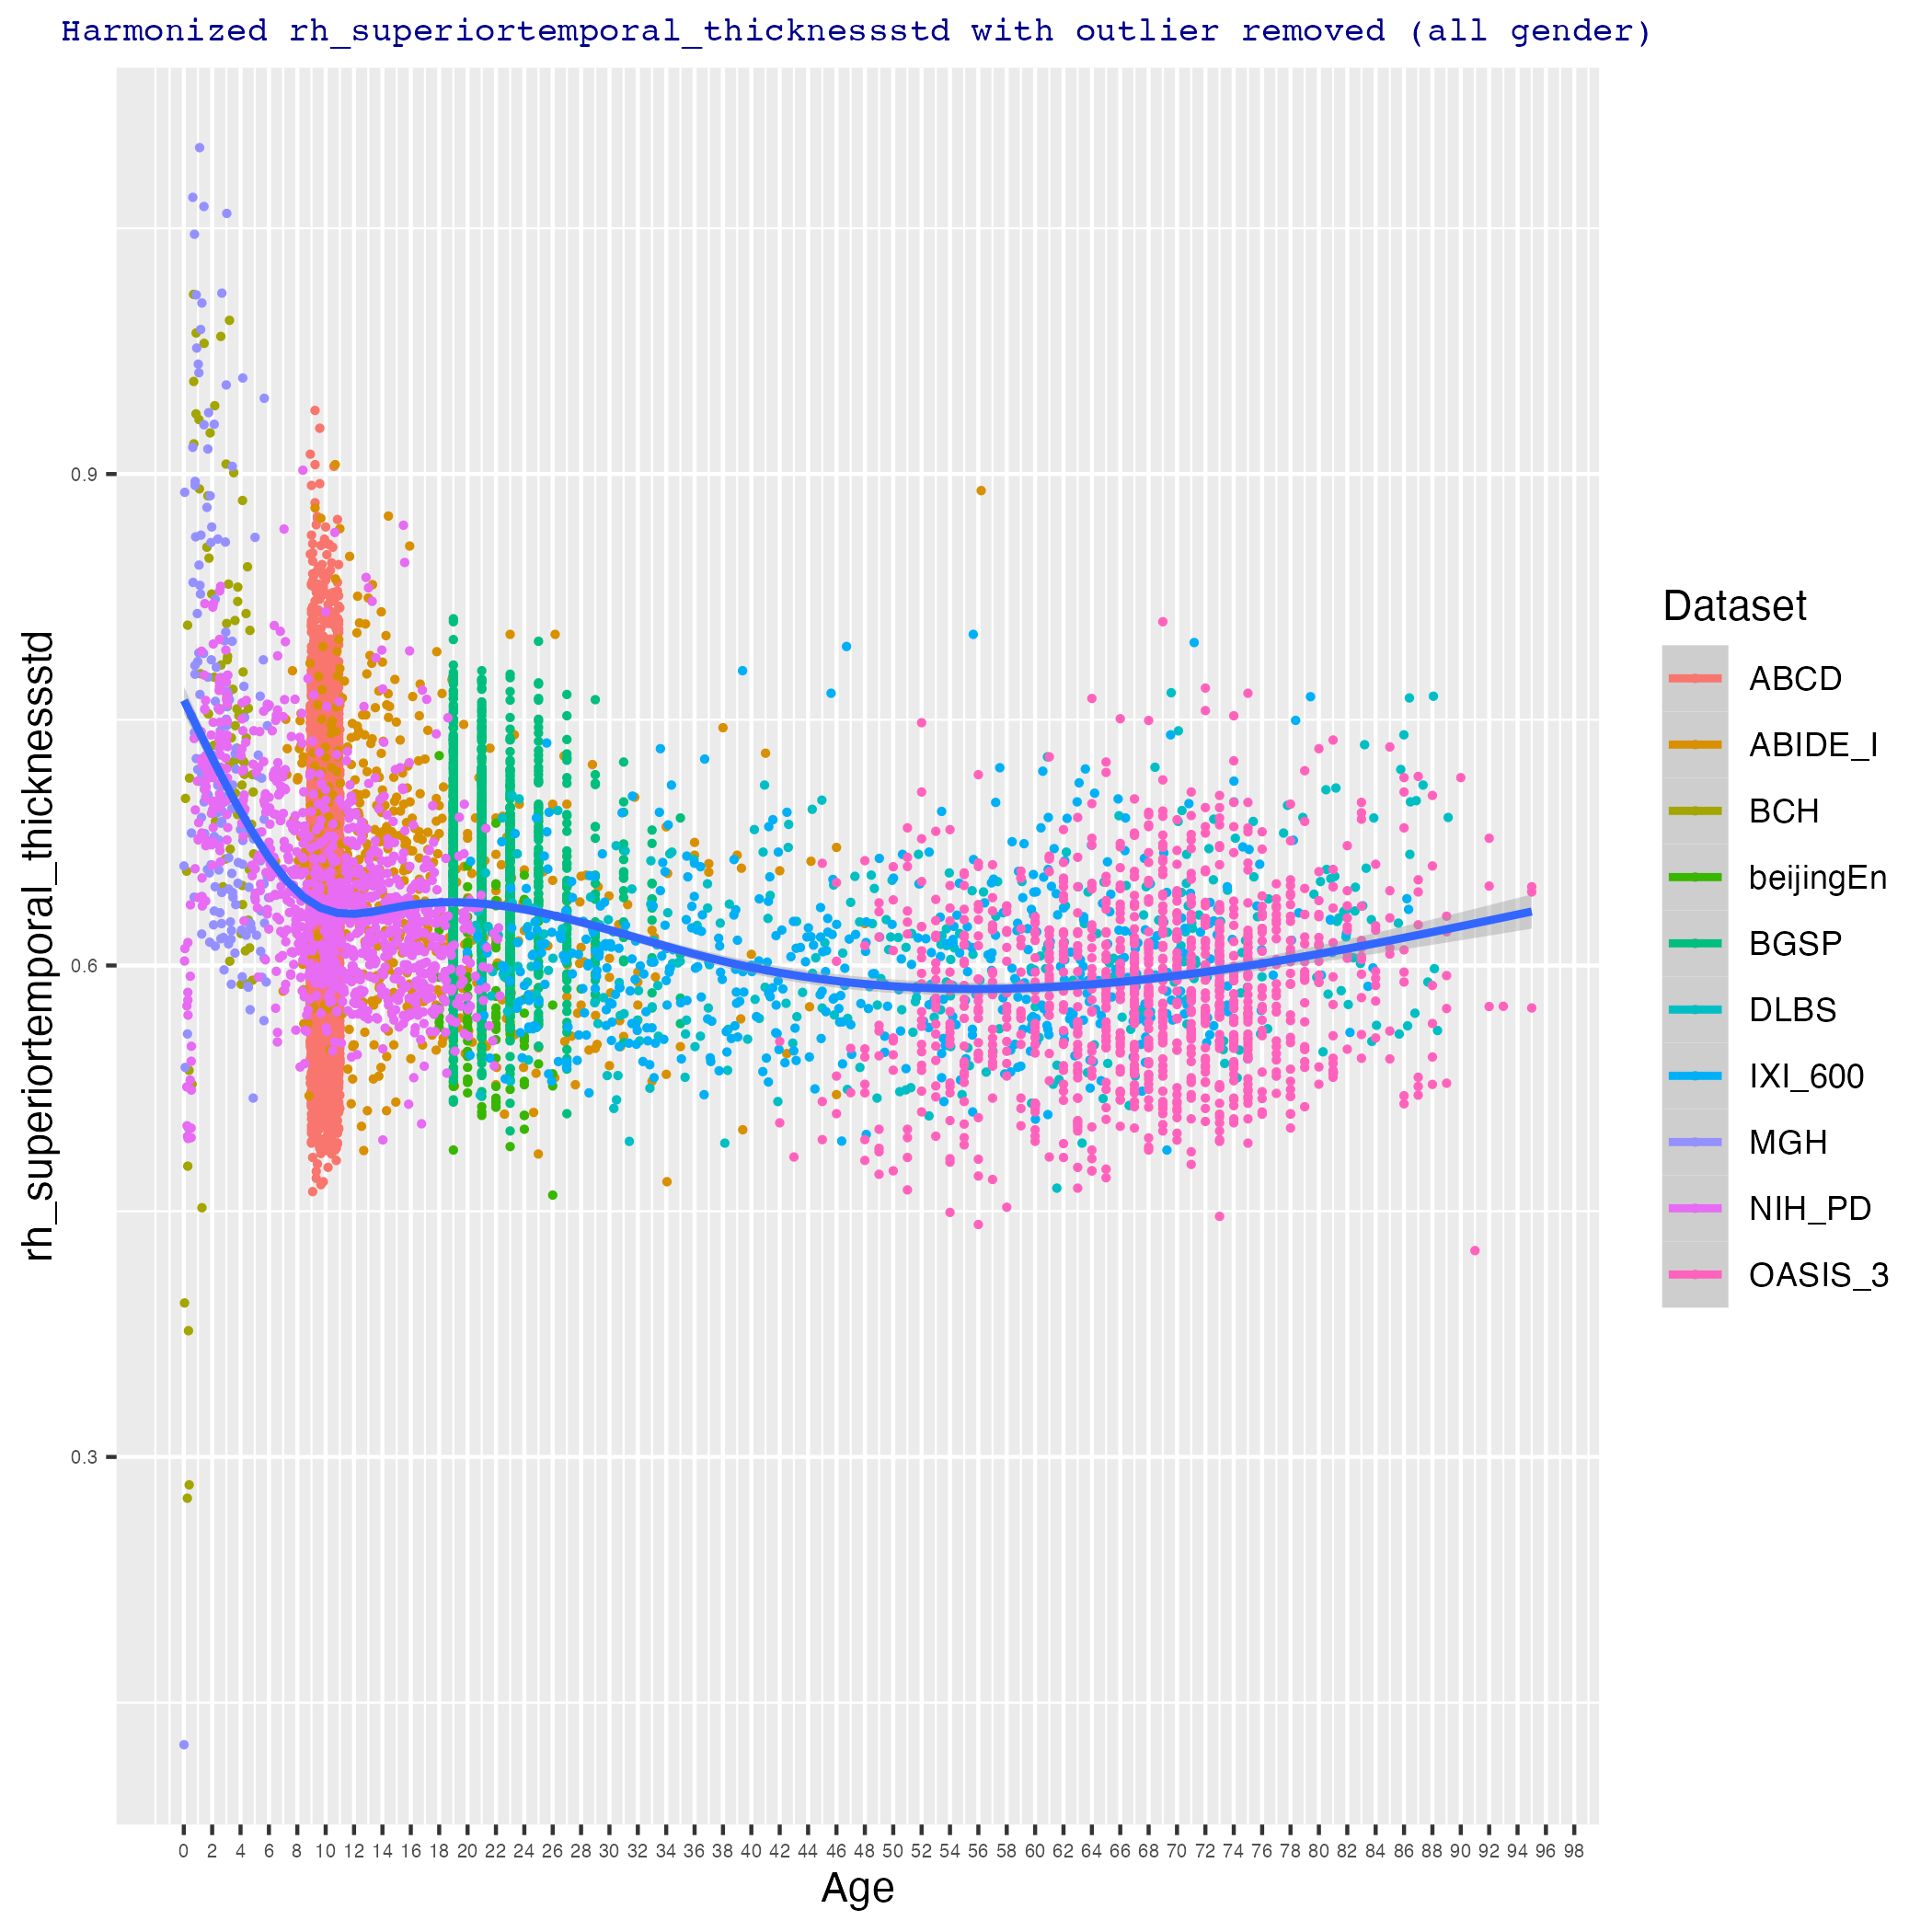 Harmonized rh_superiortemporal_thicknessstd with outlier removed (all gender)
rh_superiortemporal_thicknessstd
0.9
0.6
0.3
0 2 4 6 8 10 12 14 16 18 20 22 24 26 28 30 32 34 36 38 40 42 44 46 48 50 52 54 56 58 60 62 64 66 68 70 72 74 76 78 80 82 84 86 88 90 92 94 96 98
Age
Dataset
ABCD
ABIDE_I
BCH
beijingEn
BGSP
DLBS
IXI_600
MGH
NIH_PD
OASIS_3